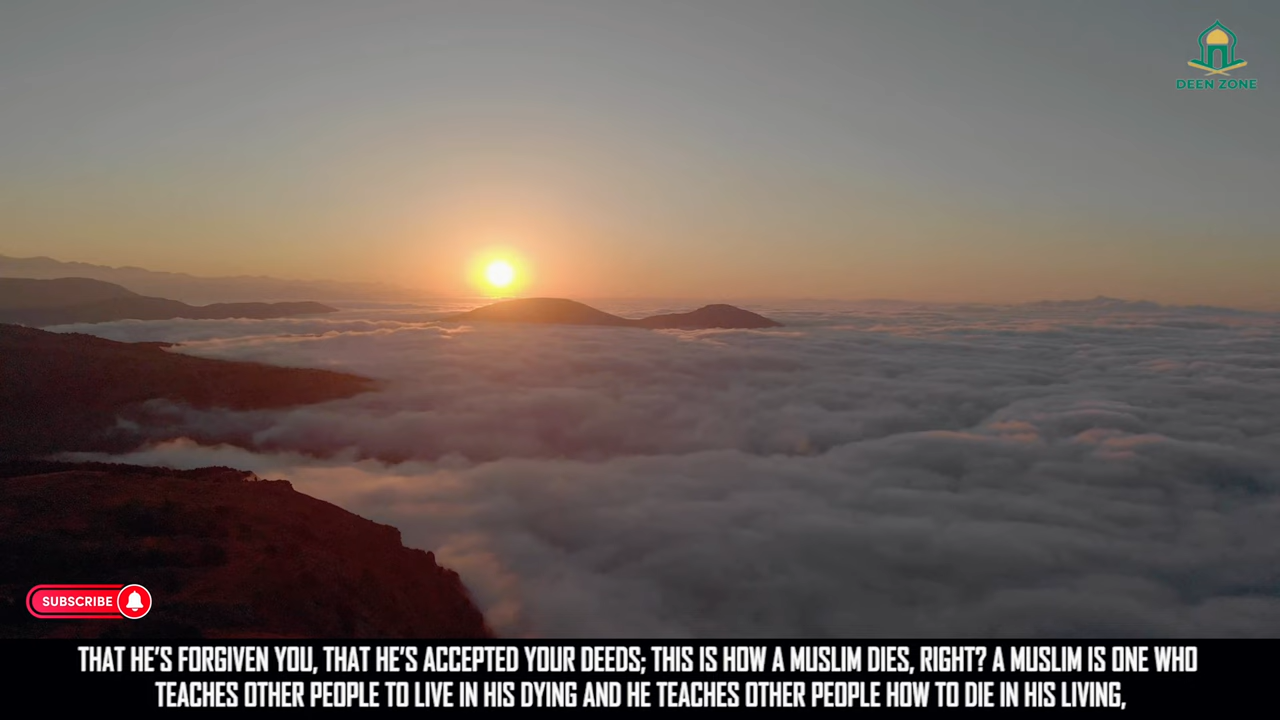 DEEN ZONE
SUBSCRIBE
THAT HE'S FORGIVEN YOU, THAT HE'S ACCEPTED YOUR DEEDS; THIS IS HOW A MUSLIM DIES, RIGHT? A MUSLIM IS ONE WHO
TEACHES OTHER PEOPLE TO LIVE IN HIS DYING AND HE TEACHES OTHER PEOPLE HOW TO DIE IN HIS LIVING,